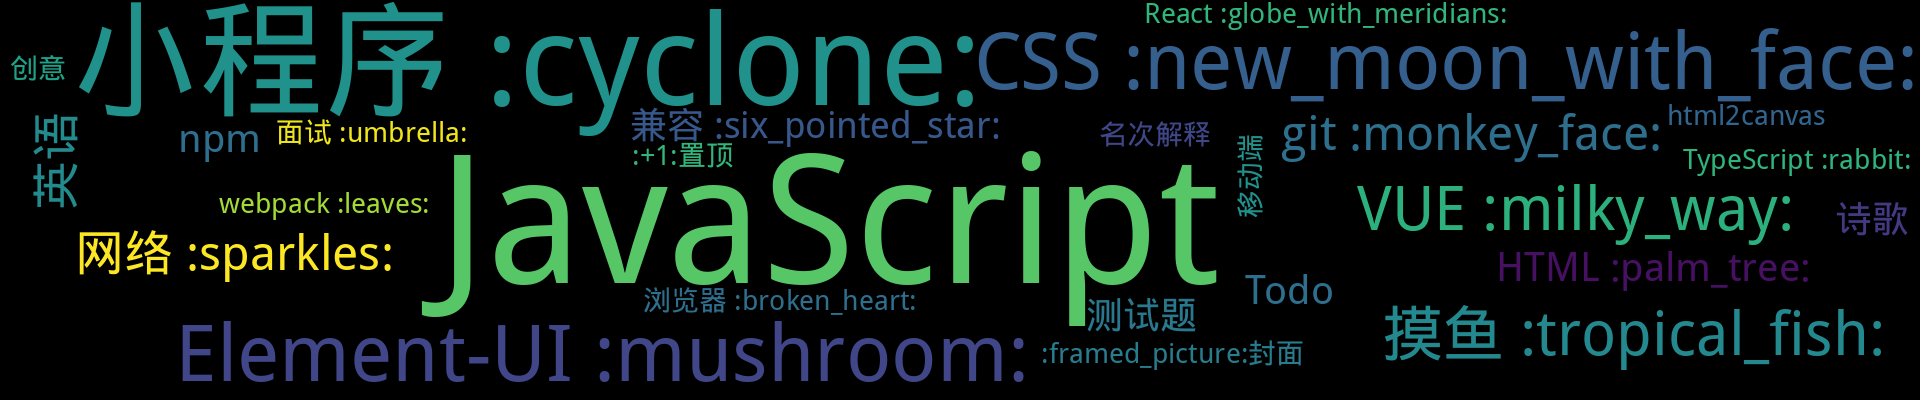 React :globe_with_meridians:
创意
小程序 :cyclone:
CSS :new_moon_with_face:
英语
npm
面试 :umbrella:
兼容 :six_pointed_star:
名次解释
移动端
git :monkey_face:
html2canvas
:+1:置顶
TypeScript :rabbit:
webpack :leaves:
JavaScript
VUE :milky_way:
诗歌
网络 :sparkles:
HTML :palm_tree:
浏览器 :broken_heart:
测试题
Todo
Element-UI :mushroom:
:framed_picture:封面
摸鱼 :tropical_fish: